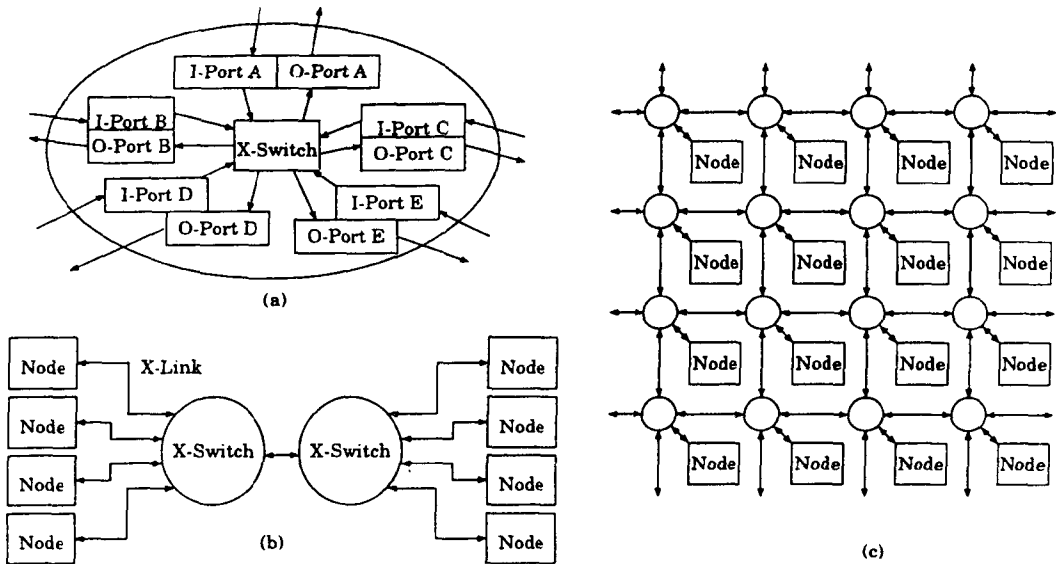 I-Port A O-Port A
I-Port B
O-Port B
X-Switch
I-Port C
O-Port C
I-Port D
O-Port D
I-Port E
O-Port E
(a)
Node X-Link Node
Node Node
X-Switch X-Switch
Node Node
Node Node
(b)
Node Node Node Node
Node Node Node Node
Node Node Node Node
Node Node Node Node
(c)